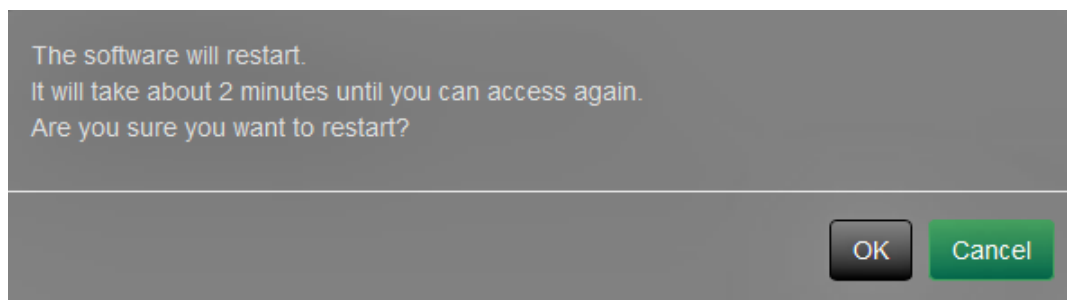 The software will restart.
It will take about 2 minutes until you can access again.
Are you sure you want to restart?
OK
Cancel